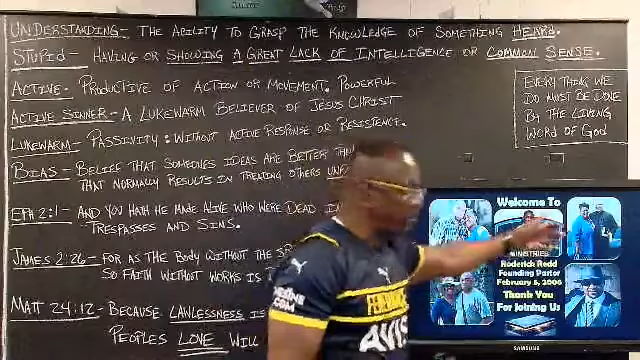 UNDERSTANDING: THE ABILITY TO GRASP THE KNOWLEDGE OF SOMETHING HEARD.
STUPID- HAVING OR SHOWING A GREAT LACK OF INTELLIGENCE OR COMMON SENSE.
ACTIVE- PRODUCTIVE OF ACTION OR MOVEMENT. POWERFUL
ACTIVE SINNER- A LUKEWARM BELIEVER OF JESUS CHRIST
LUKEWARM- PASSIVITY: WITHOUT ACTIVE RESPONSE OR RESISTENCE.
BIAS- BELIEF THAT SOMEONES IDEAS ARE BETTER
THAT NORMALLY RESULTS IN TREATING OTHERS
EPH 2:1- AND YOU HATH HE MADE ALIVE WHO WERE DEAD
TRESPASSES AND SINS.
JAMES 2:26- FOR AS THE BODY WITHOUT THE
SO FAITH WITHOUT WORKS IS
MATT 24:12- BECAUSE LAWLESSNESS IS
PEOPLES LOVE WILL
EVERYTHING WE
DO MUST BE DONE
BY THE LIVING
WORD OF GOD
Welcome To
MINISTRIES
Roderick Redd
Founding Pastor
February 5, 2006
Thank You
For Joining Us
SAMSUNG
AVIS